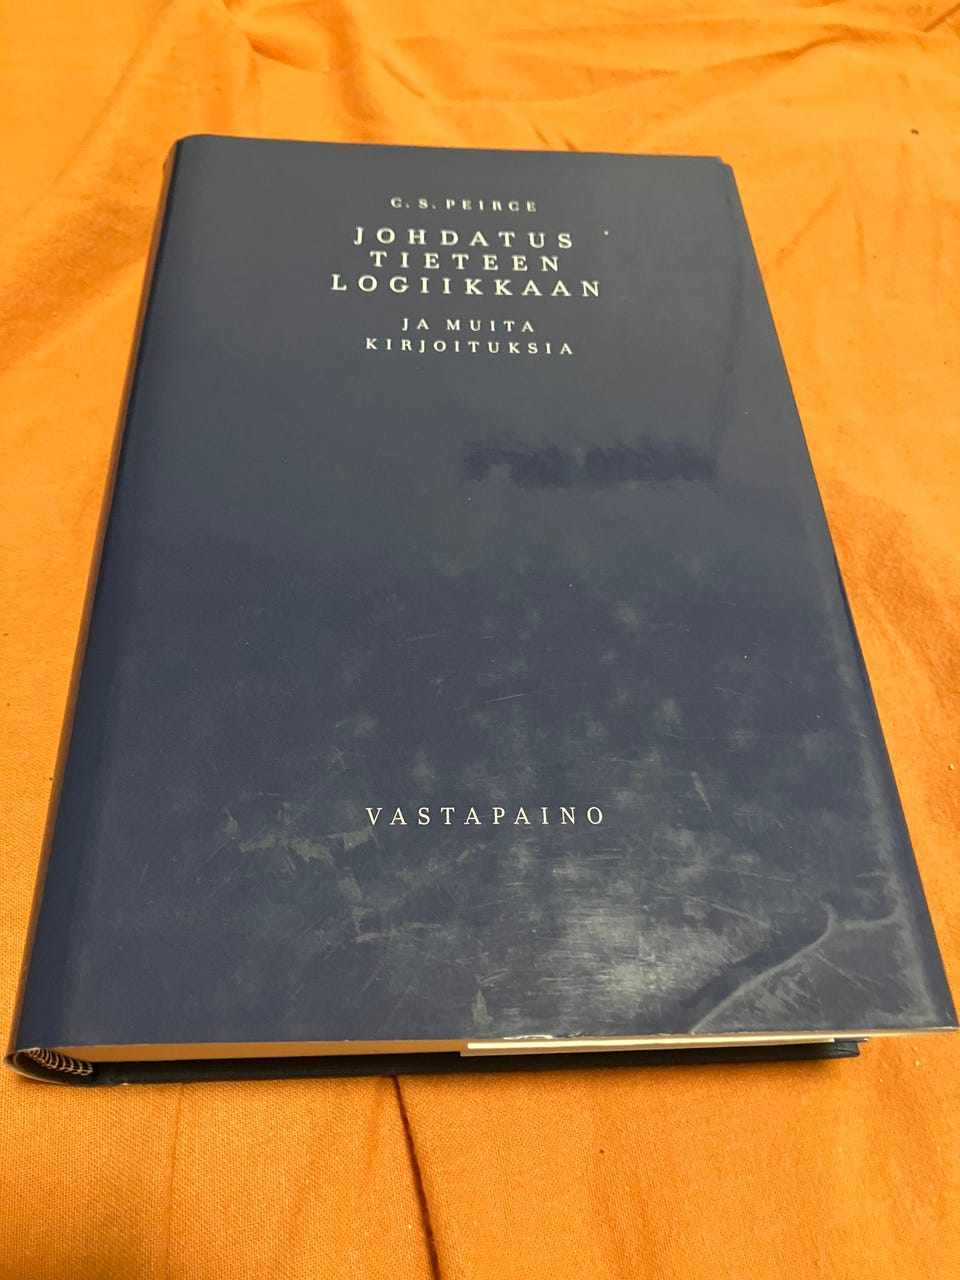 C. S. PEIRCE
JOHDATUS
TIETEEN
LOGIIKKAAN
JA MUITA
KIRJOITUKSIA
VASTAPAINO